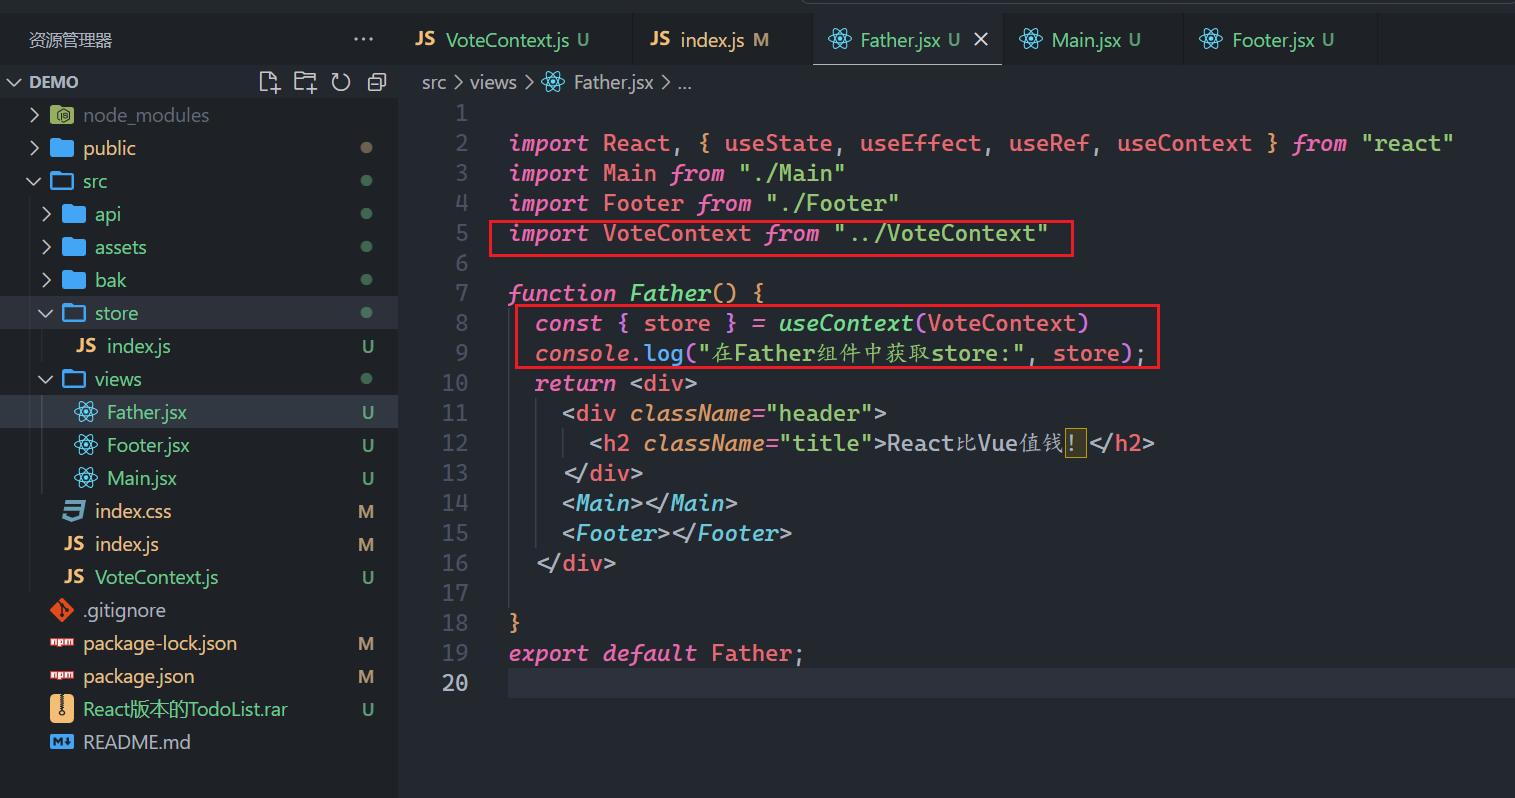 资源管理器 ...
JS VoteContext.js U
JS index.js M
Father.jsx U
Main.jsx U
Footer.jsx U
DEMO
node_modules
public
src
api
assets
bak
store
JS index.js U
views
Father.jsx U
Footer.jsx U
Main.jsx U
index.css M
JS index.js M
JS VoteContext.js U
.gitignore
npm package-lock.json M
npm package.json M
React版本的TodoList.rar U
README.md
src > views > Father.jsx > ...
1
2 import React, { useState, useEffect, useRef, useContext } from "react"
3 import Main from "./Main"
4 import Footer from "./Footer"
5 import VoteContext from "../VoteContext"
6
7 function Father() {
8 const { store } = useContext(VoteContext)
9 console.log("在Father组件中获取store:", store);
10 return <div>
11 <div className="header">
12 <h2 className="title">React比Vue值钱！</h2>
13 </div>
14 <Main></Main>
15 <Footer></Footer>
16 </div>
17
18 }
19 export default Father;
20